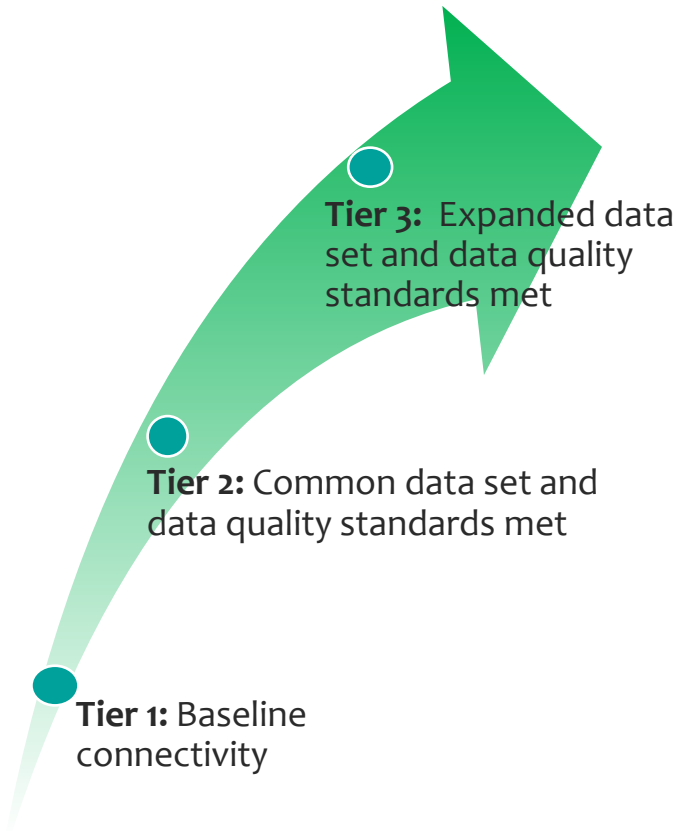 Tier 3: Expanded data
set and data quality
standards met
Tier 2: Common data set and
data quality standards met
Tier 1: Baseline
connectivity